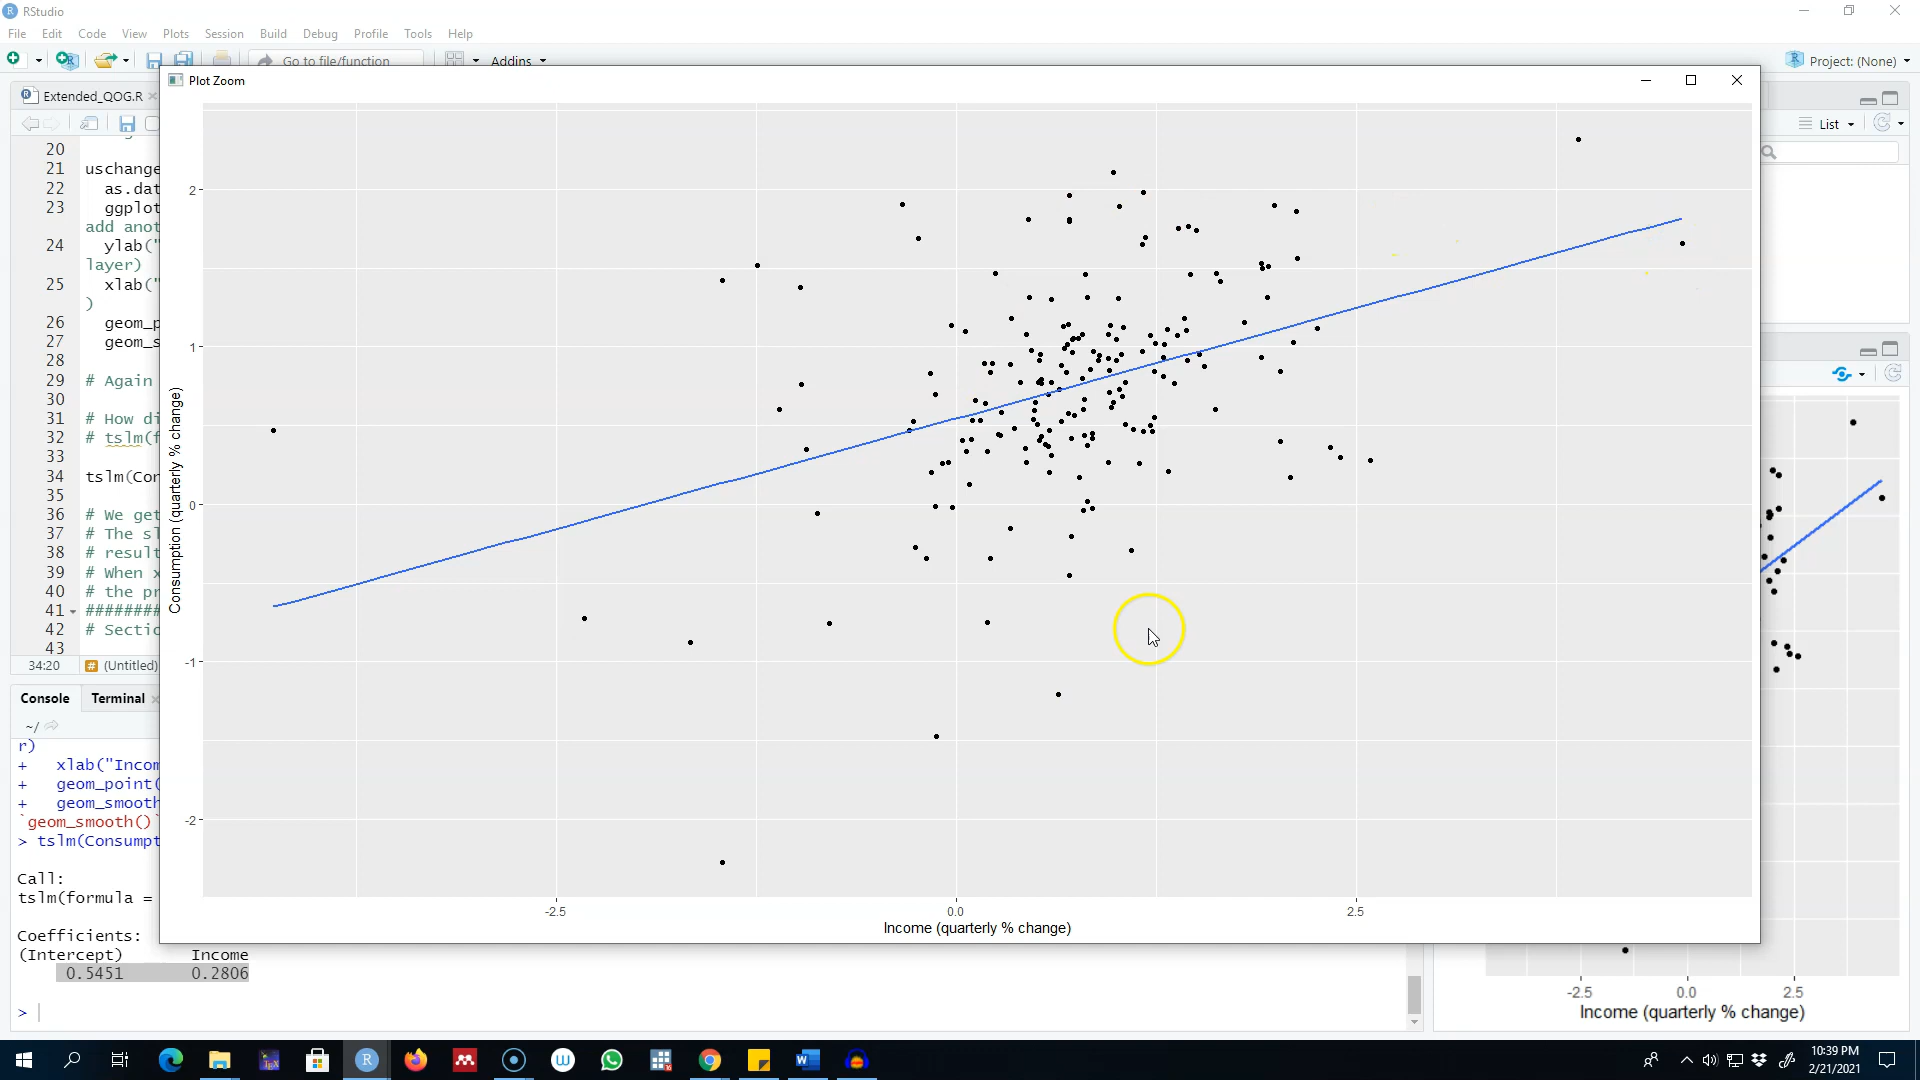 RStudio
File Edit Code View Plots Session Build Debug Profile Tools Help
Go to file/function Addins Project: (None)
Plot Zoom
Extended_QOG.R
List
20
21 uschange
22 as.dat
23 ggplot
add anot
24 ylab("
layer)
25 xlab("
)
26 geom_p
27 geom_s
28
29 # Again
30
31 # How di
32 # tslm(f
33
34 tslm(Cor
35
36 # We get
37 # The sl
38 # result
39 # When x
40 # the pr
41 ########
42 # Sectio
43
34:20 (Untitled)
2
1
0
-1
-2
Consumption (quarterly % change)
-2.5 0.0 2.5
Income (quarterly % change)
Console Terminal
~/
r)
+ xlab("Incom
+ geom_point(
+ geom_smooth
`geom_smooth()`
> tslm(Consumpt
Call:
tslm(formula =
Coefficients:
(Intercept) Income
0.5451 0.2806
>
-2.5 0.0 2.5
Income (quarterly % change)
10:39 PM
2/21/2021